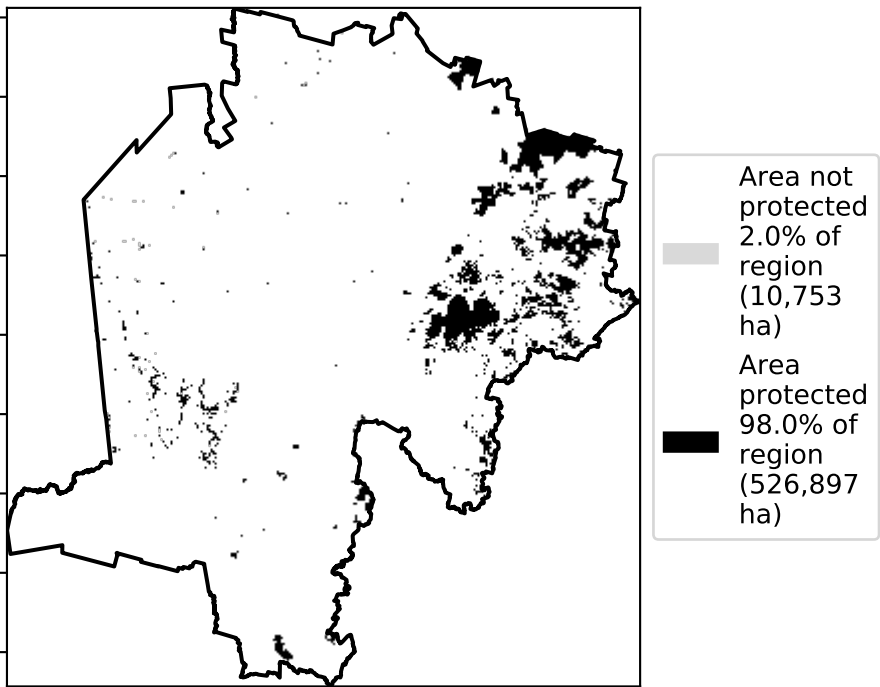 Area not
protected
2.0% of
region
(10,753
ha)
Area
protected
98.0% of
region
(526,897
ha)